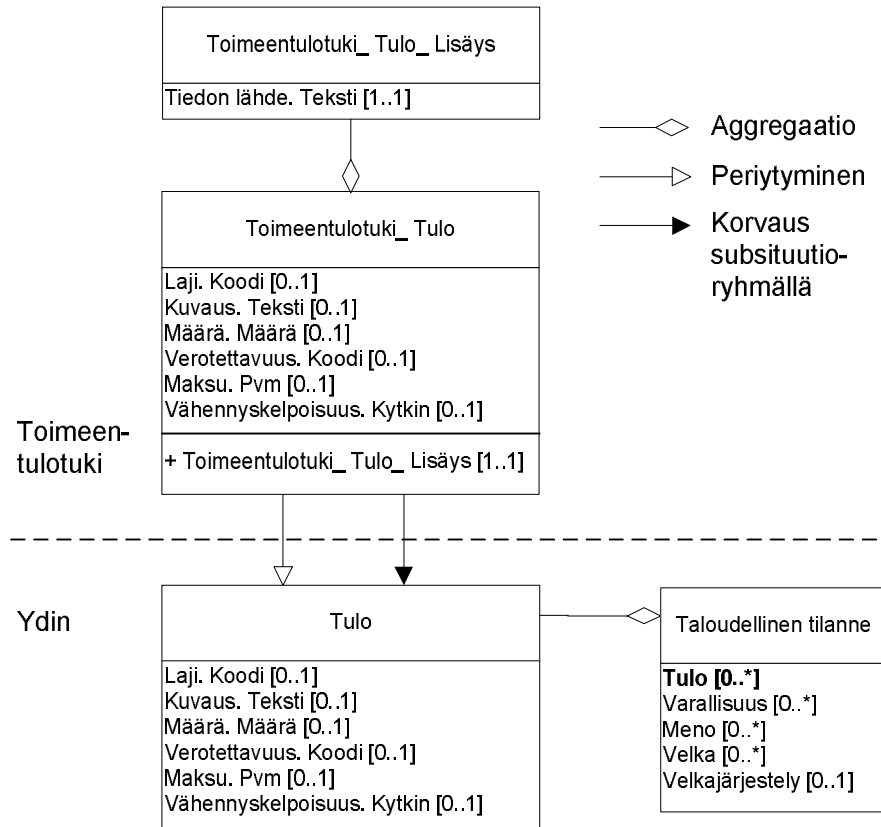 Toimeentulotuki_ Tulo_ Lisäys
Tiedon lähde. Teksti [1..1]
Aggregaatio
Periytyminen
Korvaus
subsituutio-
ryhmällä
Toimeentulotuki_ Tulo
Laji. Koodi [0..1]
Kuvaus. Teksti [0..1]
Määrä. Määrä [0..1]
Verotettavuus. Koodi [0..1]
Maksu. Pvm [0..1]
Vähennyskelpoisuus. Kytkin [0..1]
+ Toimeentulotuki_ Tulo_ Lisäys [1..1]
Toimeen-
tulotuki
Ydin
Tulo
Laji. Koodi [0..1]
Kuvaus. Teksti [0..1]
Määrä. Määrä [0..1]
Verotettavuus. Koodi [0..1]
Maksu. Pvm [0..1]
Vähennyskelpoisuus. Kytkin [0..1]
Taloudellinen tilanne
Tulo [0..*]
Varallisuus [0..*]
Meno [0..*]
Velka [0..*]
Velkajärjestely [0..1]